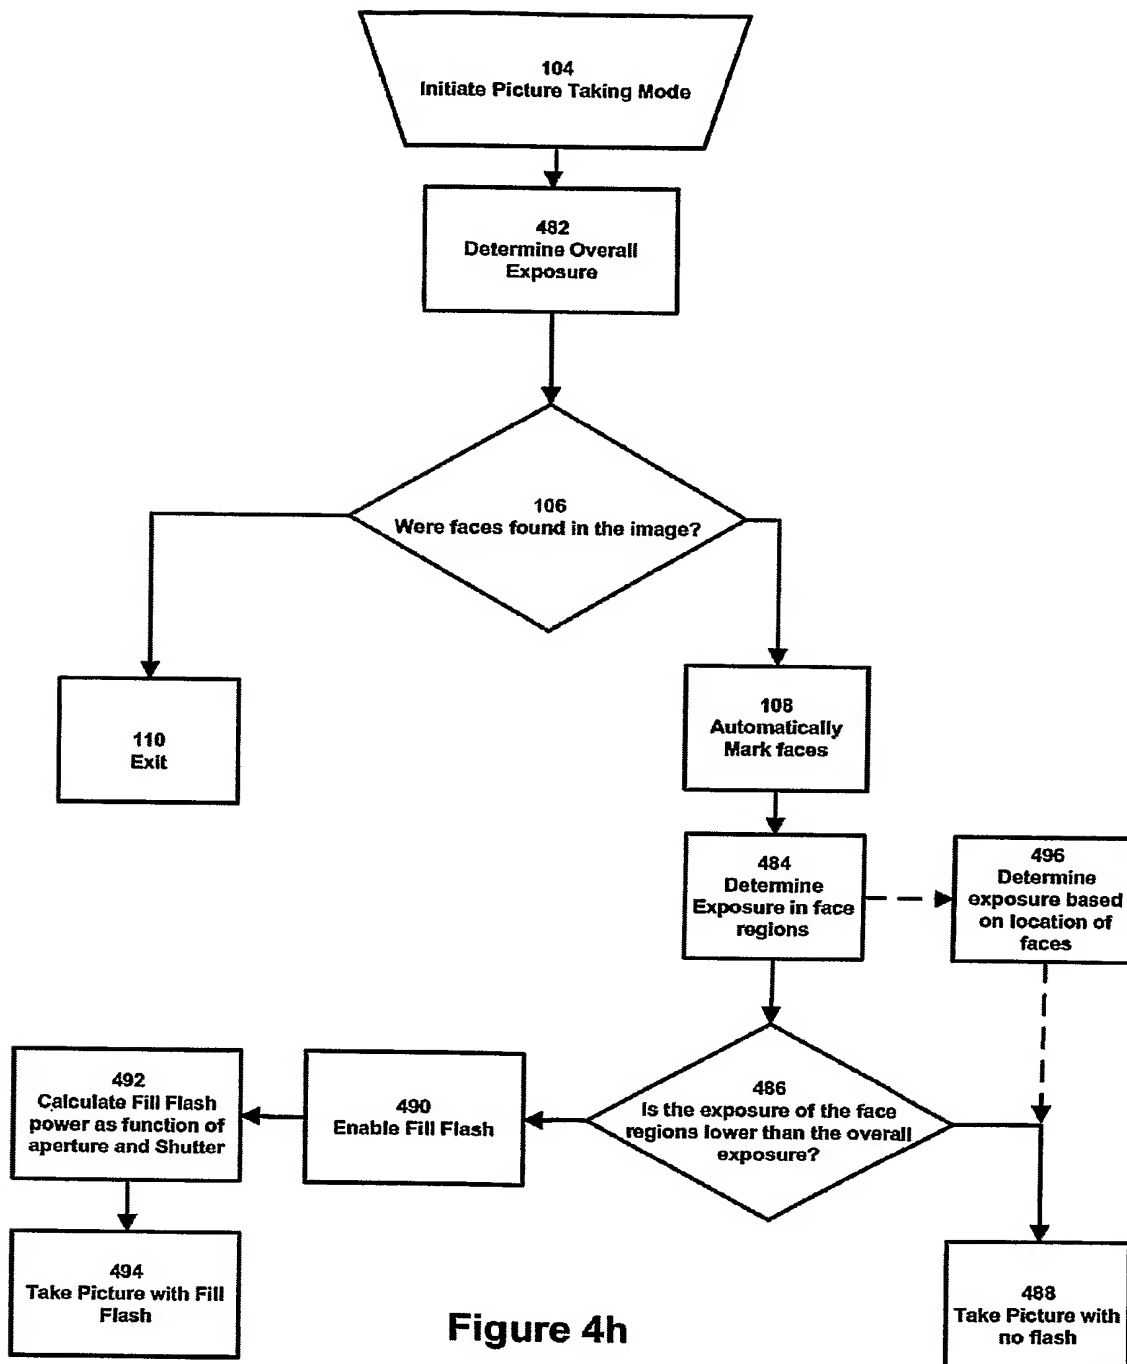 104
Initiate Picture Taking Mode
482
Determine Overall
Exposure
106
Were faces found in the image?
110
Exit
108
Automatically
Mark faces
484
Determine
Exposure in face
regions
496
Determine
exposure based
on location of
faces
486
Is the exposure of the face
regions lower than the overall
exposure?
490
Enable Fill Flash
492
Calculate Fill Flash
power as function of
aperture and Shutter
494
Take Picture with Fill
Flash
488
Take Picture with
no flash
Figure 4h